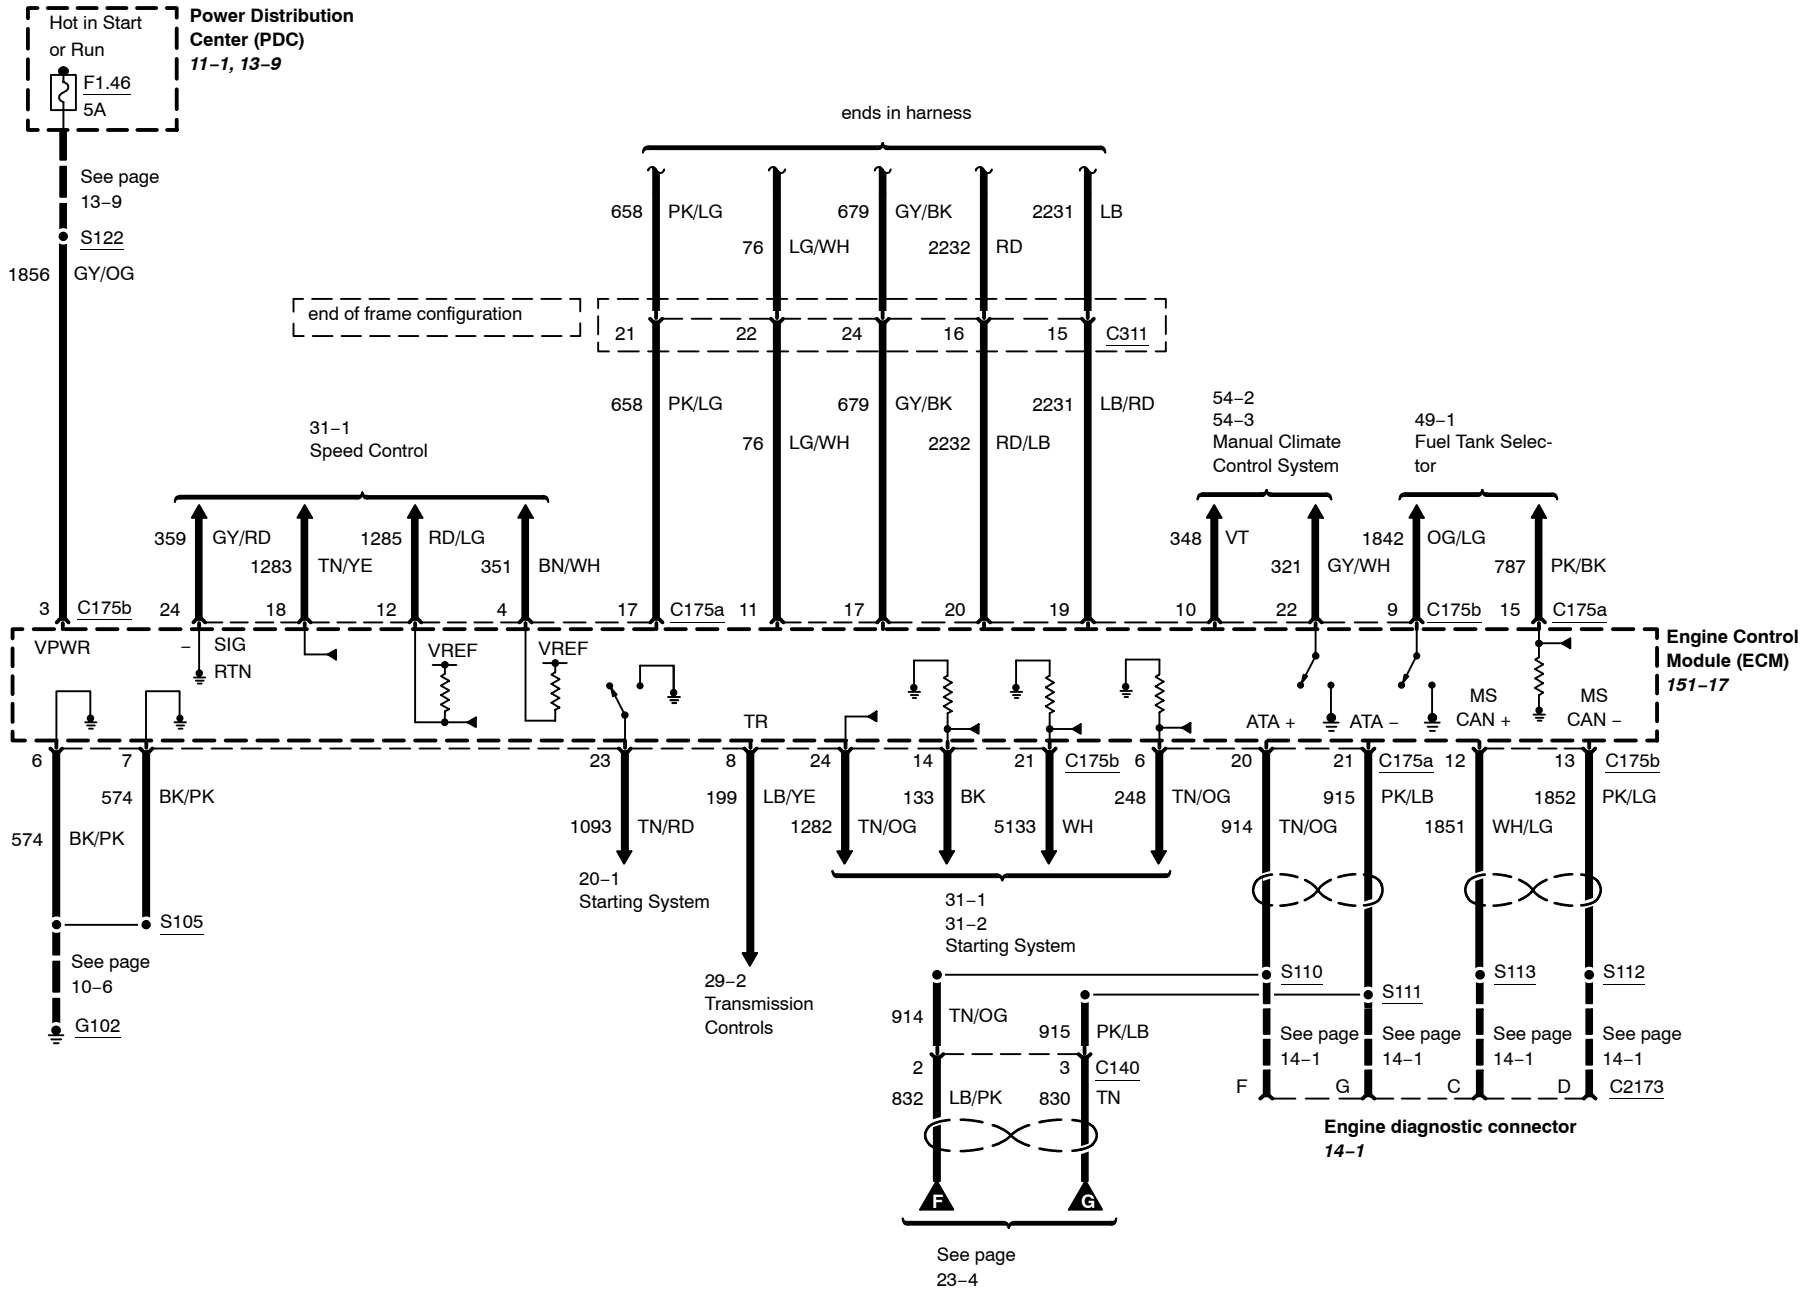 Hot in Start
or Run
F1.46
5A
Power Distribution
Center (PDC)
11−1, 13−9
See page
13−9
S122
1856 GY/OG
ends in harness
658 PK/LG 679 GY/BK 2231 LB
76 LG/WH 2232 RD
end of frame configuration
21 22 24 16 15 C311
658 PK/LG 679 GY/BK 2231 LB/RD
76 LG/WH 2232 RD/LB
31−1
Speed Control
54−2
54−3
Manual Climate
Control System
49−1
Fuel Tank Selec-
tor
359 GY/RD 1285 RD/LG 348 VT 1842 OG/LG
1283 TN/YE 351 BN/WH 321 GY/WH 787 PK/BK
3 C175b 24 18 12 4 17 C175a 11 17 20 19 10 22 9 C175b 15 C175a
VPWR
− SIG
RTN
VREF
VREF
TR
ATA +
ATA −
MS
CAN +
MS
CAN −
Engine Control
Module (ECM)
151−17
6 7 23 8 24 14 21 C175b 6 20 21 C175a 12 13 C175b
574 BK/PK 199 LB/YE 133 BK 248 TN/OG 915 PK/LB 1852 PK/LG
574 BK/PK 1093 TN/RD 1282 TN/OG 5133 WH 914 TN/OG 1851 WH/LG
20−1
Starting System
31−1
31−2
Starting System
S105
See page
10−6
G102
29−2
Transmission
Controls
S110
S111
S113
S112
914 TN/OG
915 PK/LB
See page
14−1
See page
14−1
See page
14−1
See page
14−1
2 3 C140
832 LB/PK 830 TN
F G C D C2173
Engine diagnostic connector
14−1
F G
See page
23−4